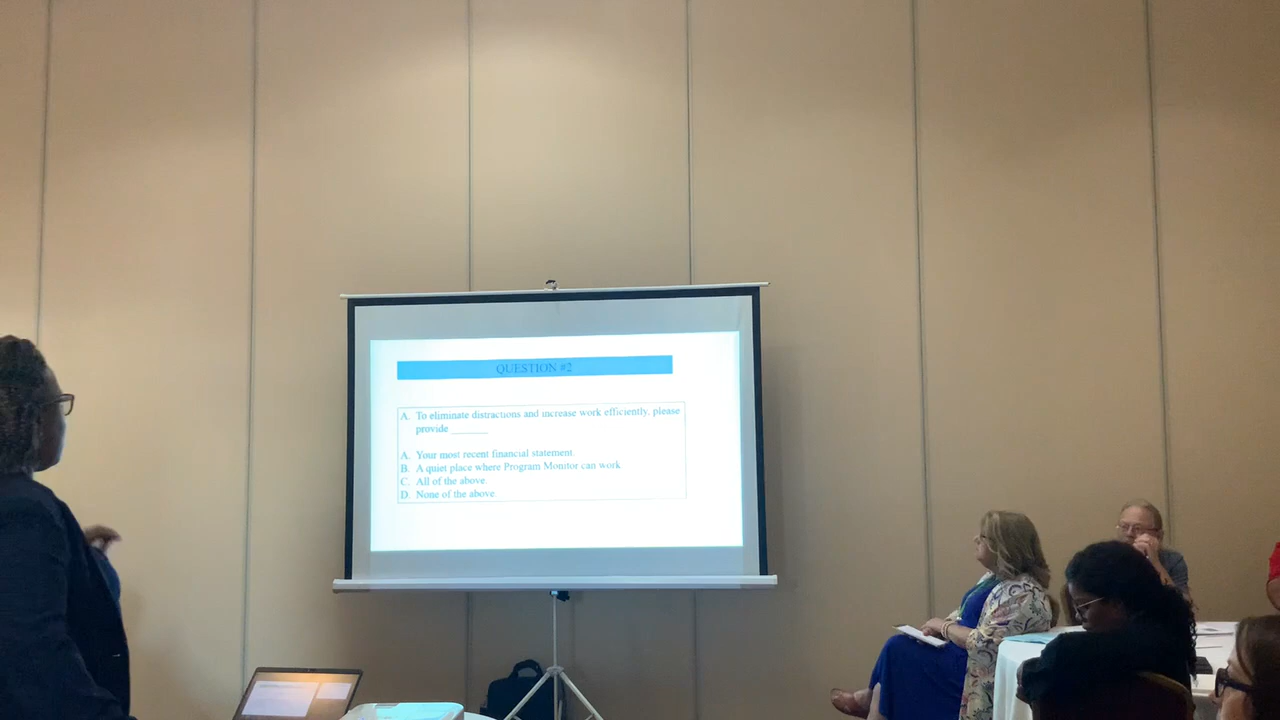 QUESTION #2
A. To eliminate distractions and increase work efficiently, please
provide _______
A. Your most recent financial statement.
B. A quiet place where Program Monitor can work
C. All of the above.
D. None of the above.